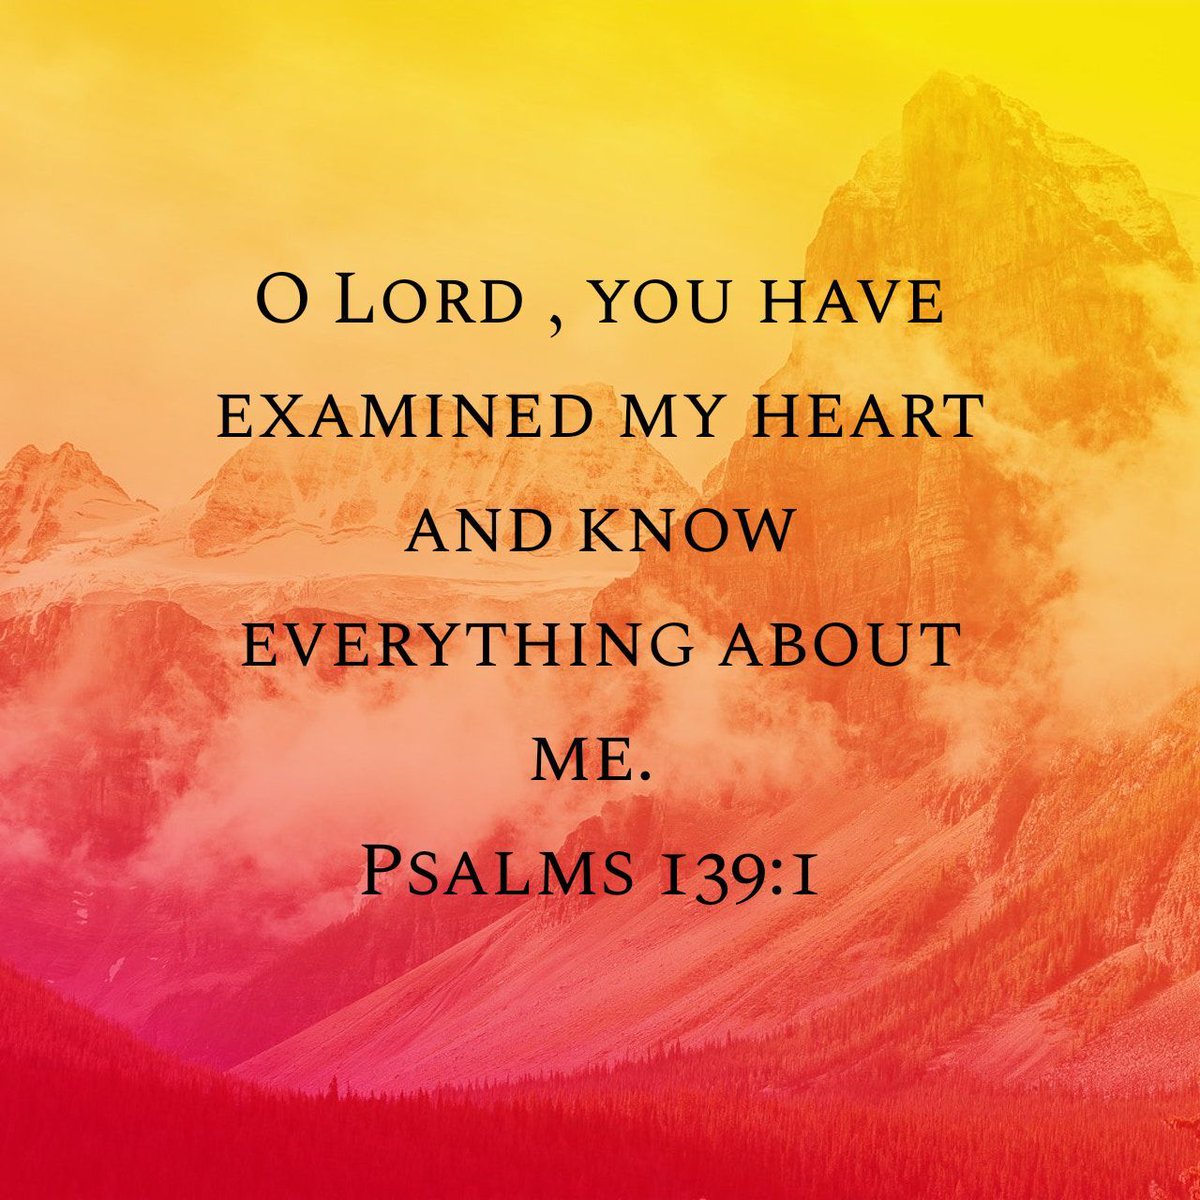 O Lord , you have
examined my heart
and know
everything about
me.
Psalms 139:1